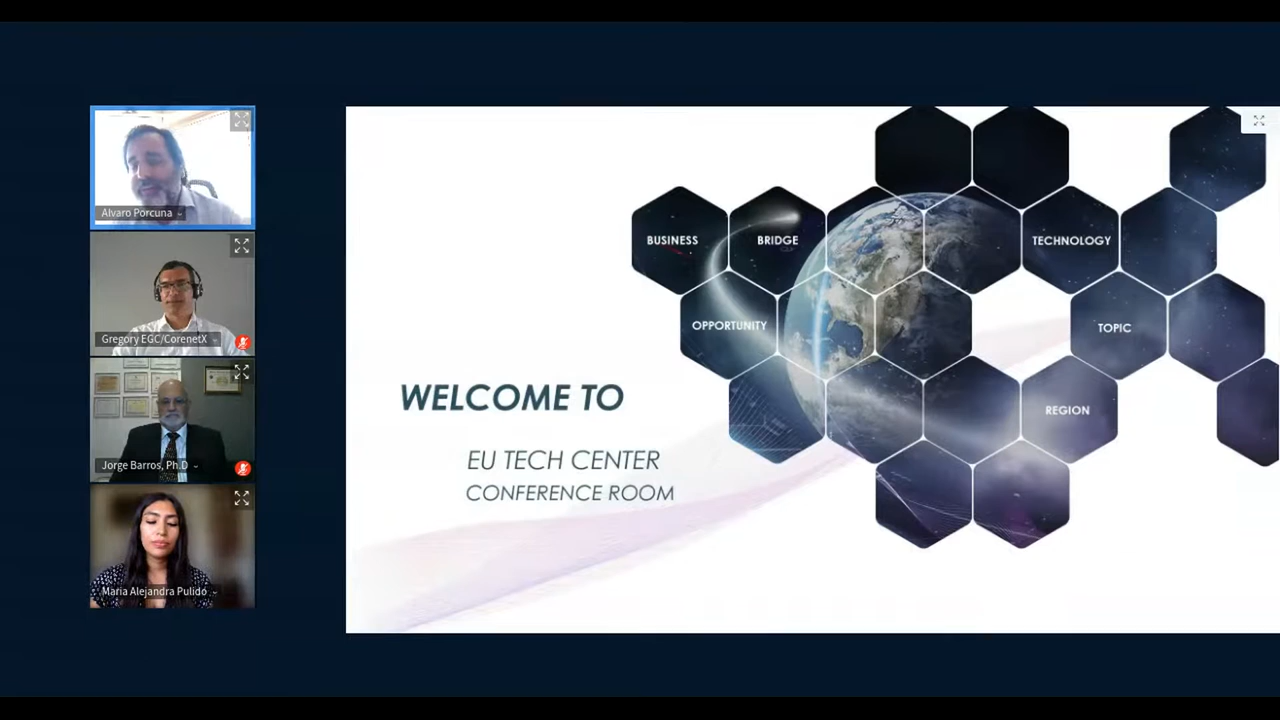 Alvaro Porcuna
Gregory EGC/CorenetX
Jorge Barros, Ph.D
Maria Alejandra Pulido
WELCOME TO
EU TECH CENTER
CONFERENCE ROOM
BUSINESS
BRIDGE
TECHNOLOGY
OPPORTUNITY
TOPIC
REGION